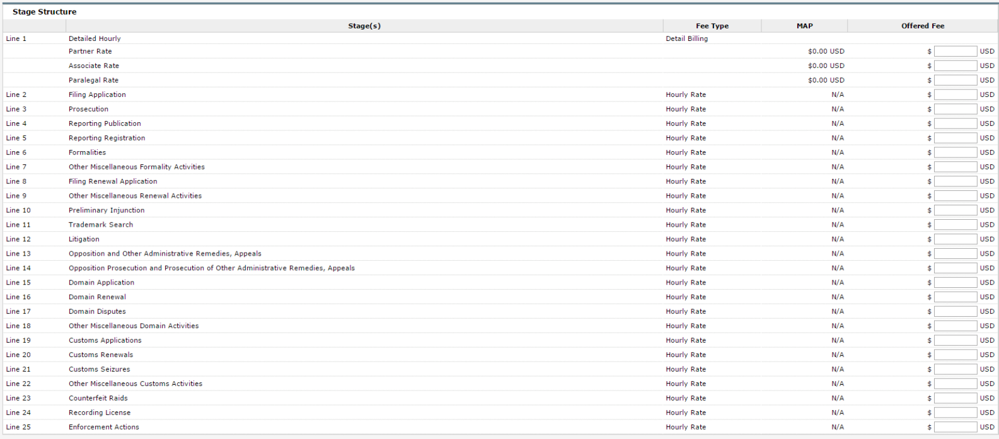 Stage Structure
Stage(s) Fee Type MAP Offered Fee
Line 1 Detailed Hourly Detail Billing
Partner Rate $0.00 USD $ USD
Associate Rate $0.00 USD $ USD
Paralegal Rate $0.00 USD $ USD
Line 2 Filing Application Hourly Rate N/A $ USD
Line 3 Prosecution Hourly Rate N/A $ USD
Line 4 Reporting Publication Hourly Rate N/A $ USD
Line 5 Reporting Registration Hourly Rate N/A $ USD
Line 6 Formalities Hourly Rate N/A $ USD
Line 7 Other Miscellaneous Formality Activities Hourly Rate N/A $ USD
Line 8 Filing Renewal Application Hourly Rate N/A $ USD
Line 9 Other Miscellaneous Renewal Activities Hourly Rate N/A $ USD
Line 10 Preliminary Injunction Hourly Rate N/A $ USD
Line 11 Trademark Search Hourly Rate N/A $ USD
Line 12 Litigation Hourly Rate N/A $ USD
Line 13 Opposition and Other Administrative Remedies, Appeals Hourly Rate N/A $ USD
Line 14 Opposition Prosecution and Prosecution of Other Administrative Remedies, Appeals Hourly Rate N/A $ USD
Line 15 Domain Application Hourly Rate N/A $ USD
Line 16 Domain Renewal Hourly Rate N/A $ USD
Line 17 Domain Disputes Hourly Rate N/A $ USD
Line 18 Other Miscellaneous Domain Activities Hourly Rate N/A $ USD
Line 19 Customs Applications Hourly Rate N/A $ USD
Line 20 Customs Renewals Hourly Rate N/A $ USD
Line 21 Customs Seizures Hourly Rate N/A $ USD
Line 22 Other Miscellaneous Customs Activities Hourly Rate N/A $ USD
Line 23 Counterfeit Raids Hourly Rate N/A $ USD
Line 24 Recording License Hourly Rate N/A $ USD
Line 25 Enforcement Actions Hourly Rate N/A $ USD